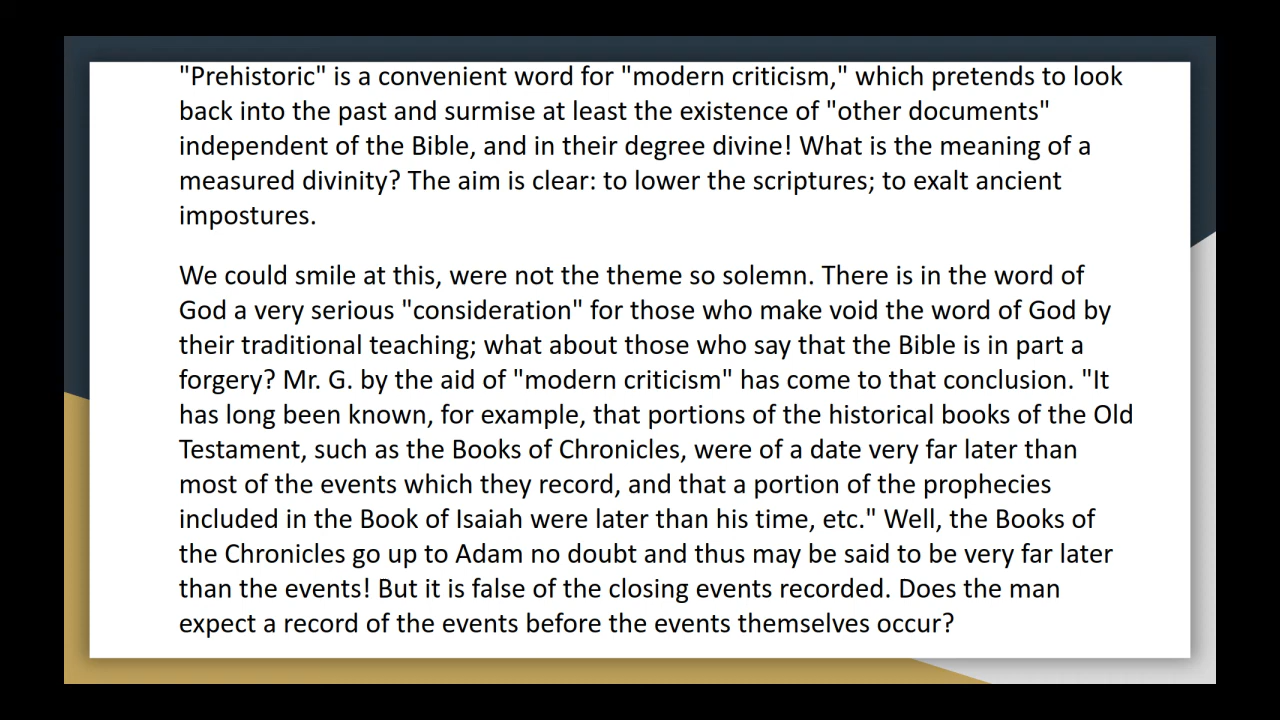 "Prehistoric" is a convenient word for "modern criticism," which pretends to look
back into the past and surmise at least the existence of "other documents"
independent of the Bible, and in their degree divine! What is the meaning of a
measured divinity? The aim is clear: to lower the scriptures; to exalt ancient
impostures.
We could smile at this, were not the theme so solemn. There is in the word of
God a very serious "consideration" for those who make void the word of God by
their traditional teaching; what about those who say that the Bible is in part a
forgery? Mr. G. by the aid of "modern criticism" has come to that conclusion. "It
has long been known, for example, that portions of the historical books of the Old
Testament, such as the Books of Chronicles, were of a date very far later than
most of the events which they record, and that a portion of the prophecies
included in the Book of Isaiah were later than his time, etc." Well, the Books of
the Chronicles go up to Adam no doubt and thus may be said to be very far later
than the events! But it is false of the closing events recorded. Does the man
expect a record of the events before the events themselves occur?